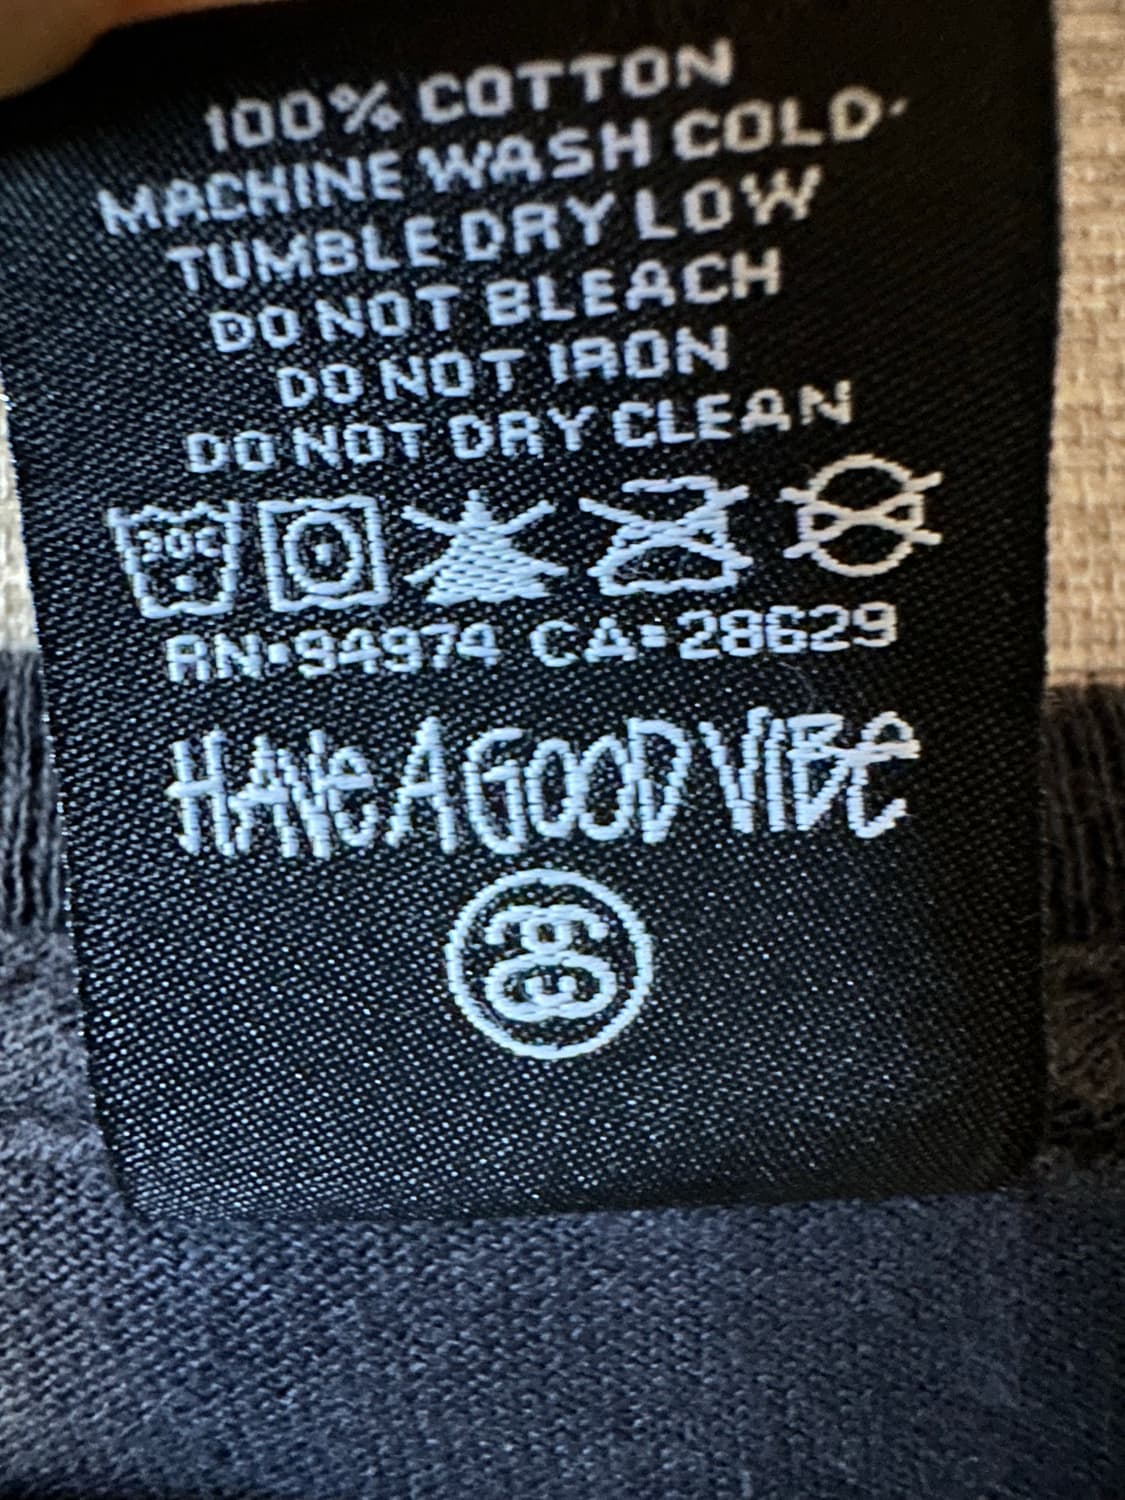 100% COTTON
MACHINE WASH COLD.
TUMBLE DRY LOW
DO NOT BLEACH
DO NOT IRON
DO NOT DRY CLEAN
30C
RN:94974 CA:28629
HAVe A GOOD VIBe